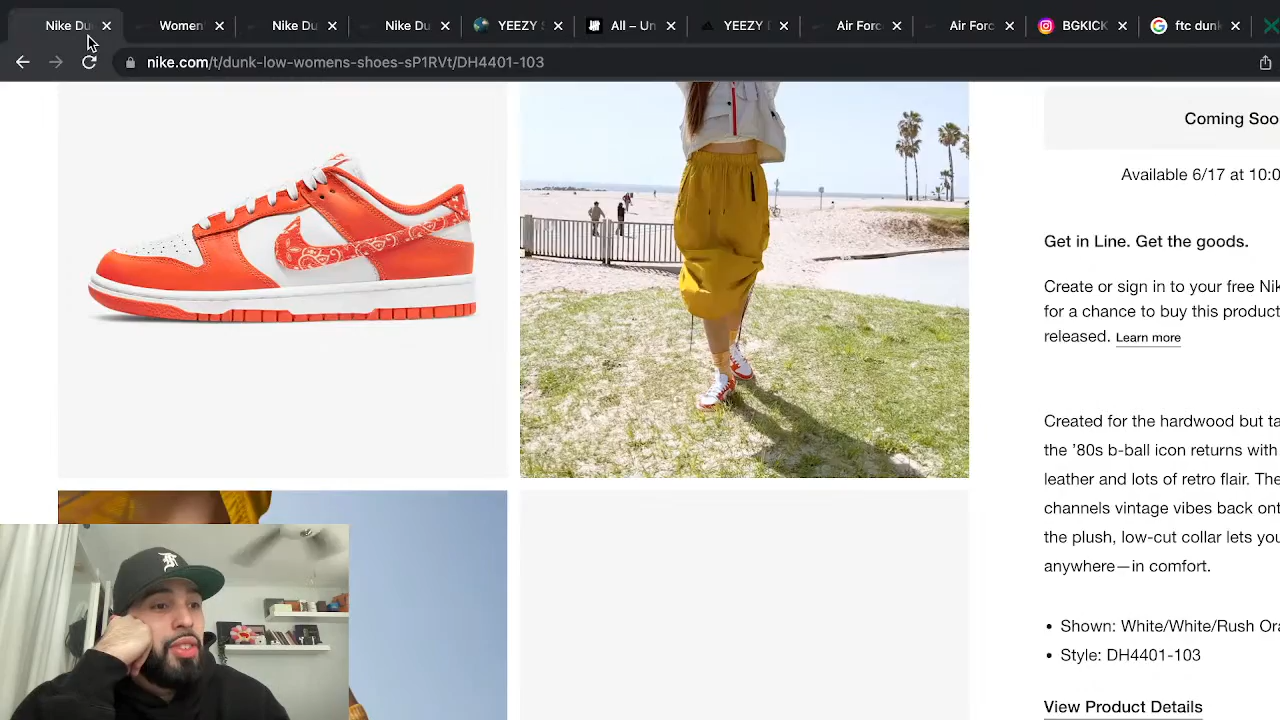 Nike Du
Women
Nike Du
Nike Du
YEEZY S
All – Un
YEEZY
Air Forc
Air Forc
BGKICK
ftc dunk
nike.com/t/dunk-low-womens-shoes-sP1RVt/DH4401-103
Coming Soo
Available 6/17 at 10:0
Get in Line. Get the goods.
Create or sign in to your free Nik
for a chance to buy this product
released. Learn more
Created for the hardwood but ta
the '80s b-ball icon returns with
leather and lots of retro flair. The
channels vintage vibes back ont
the plush, low-cut collar lets you
anywhere—in comfort.
• Shown: White/White/Rush Ora
• Style: DH4401-103
View Product Details